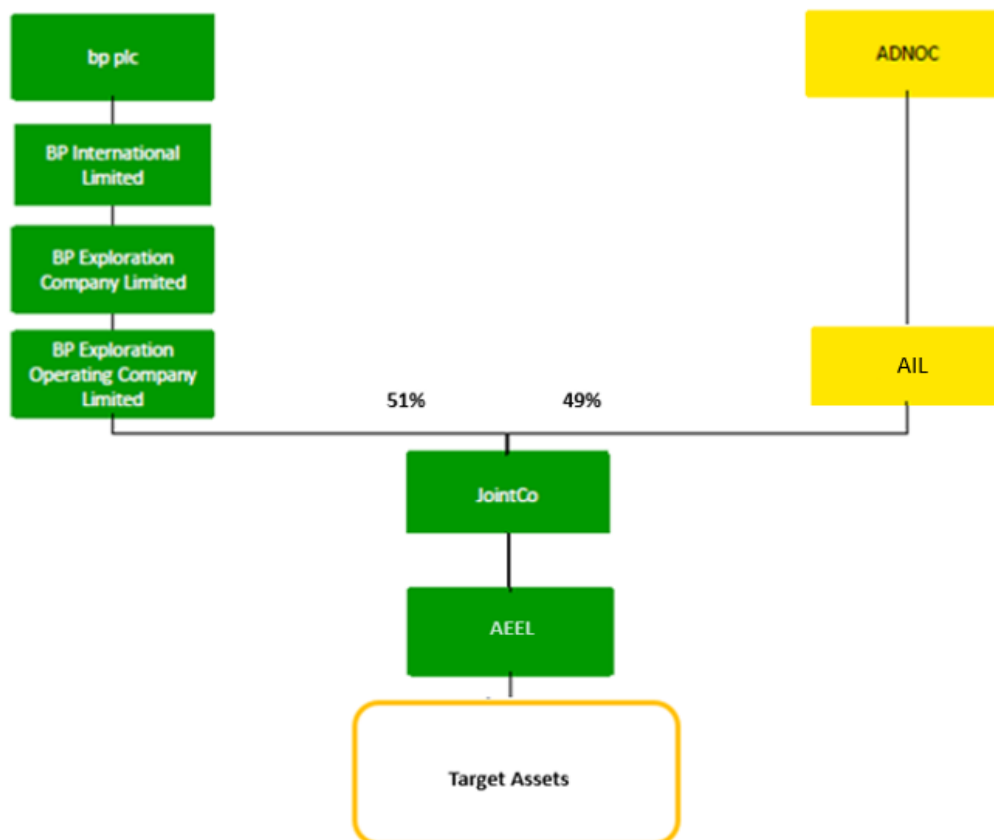 bp plc
ADNOC
BP International
Limited
BP Exploration
Company Limited
BP Exploration
Operating Company
Limited
AIL
51%
49%
JointCo
AEEL
Target Assets